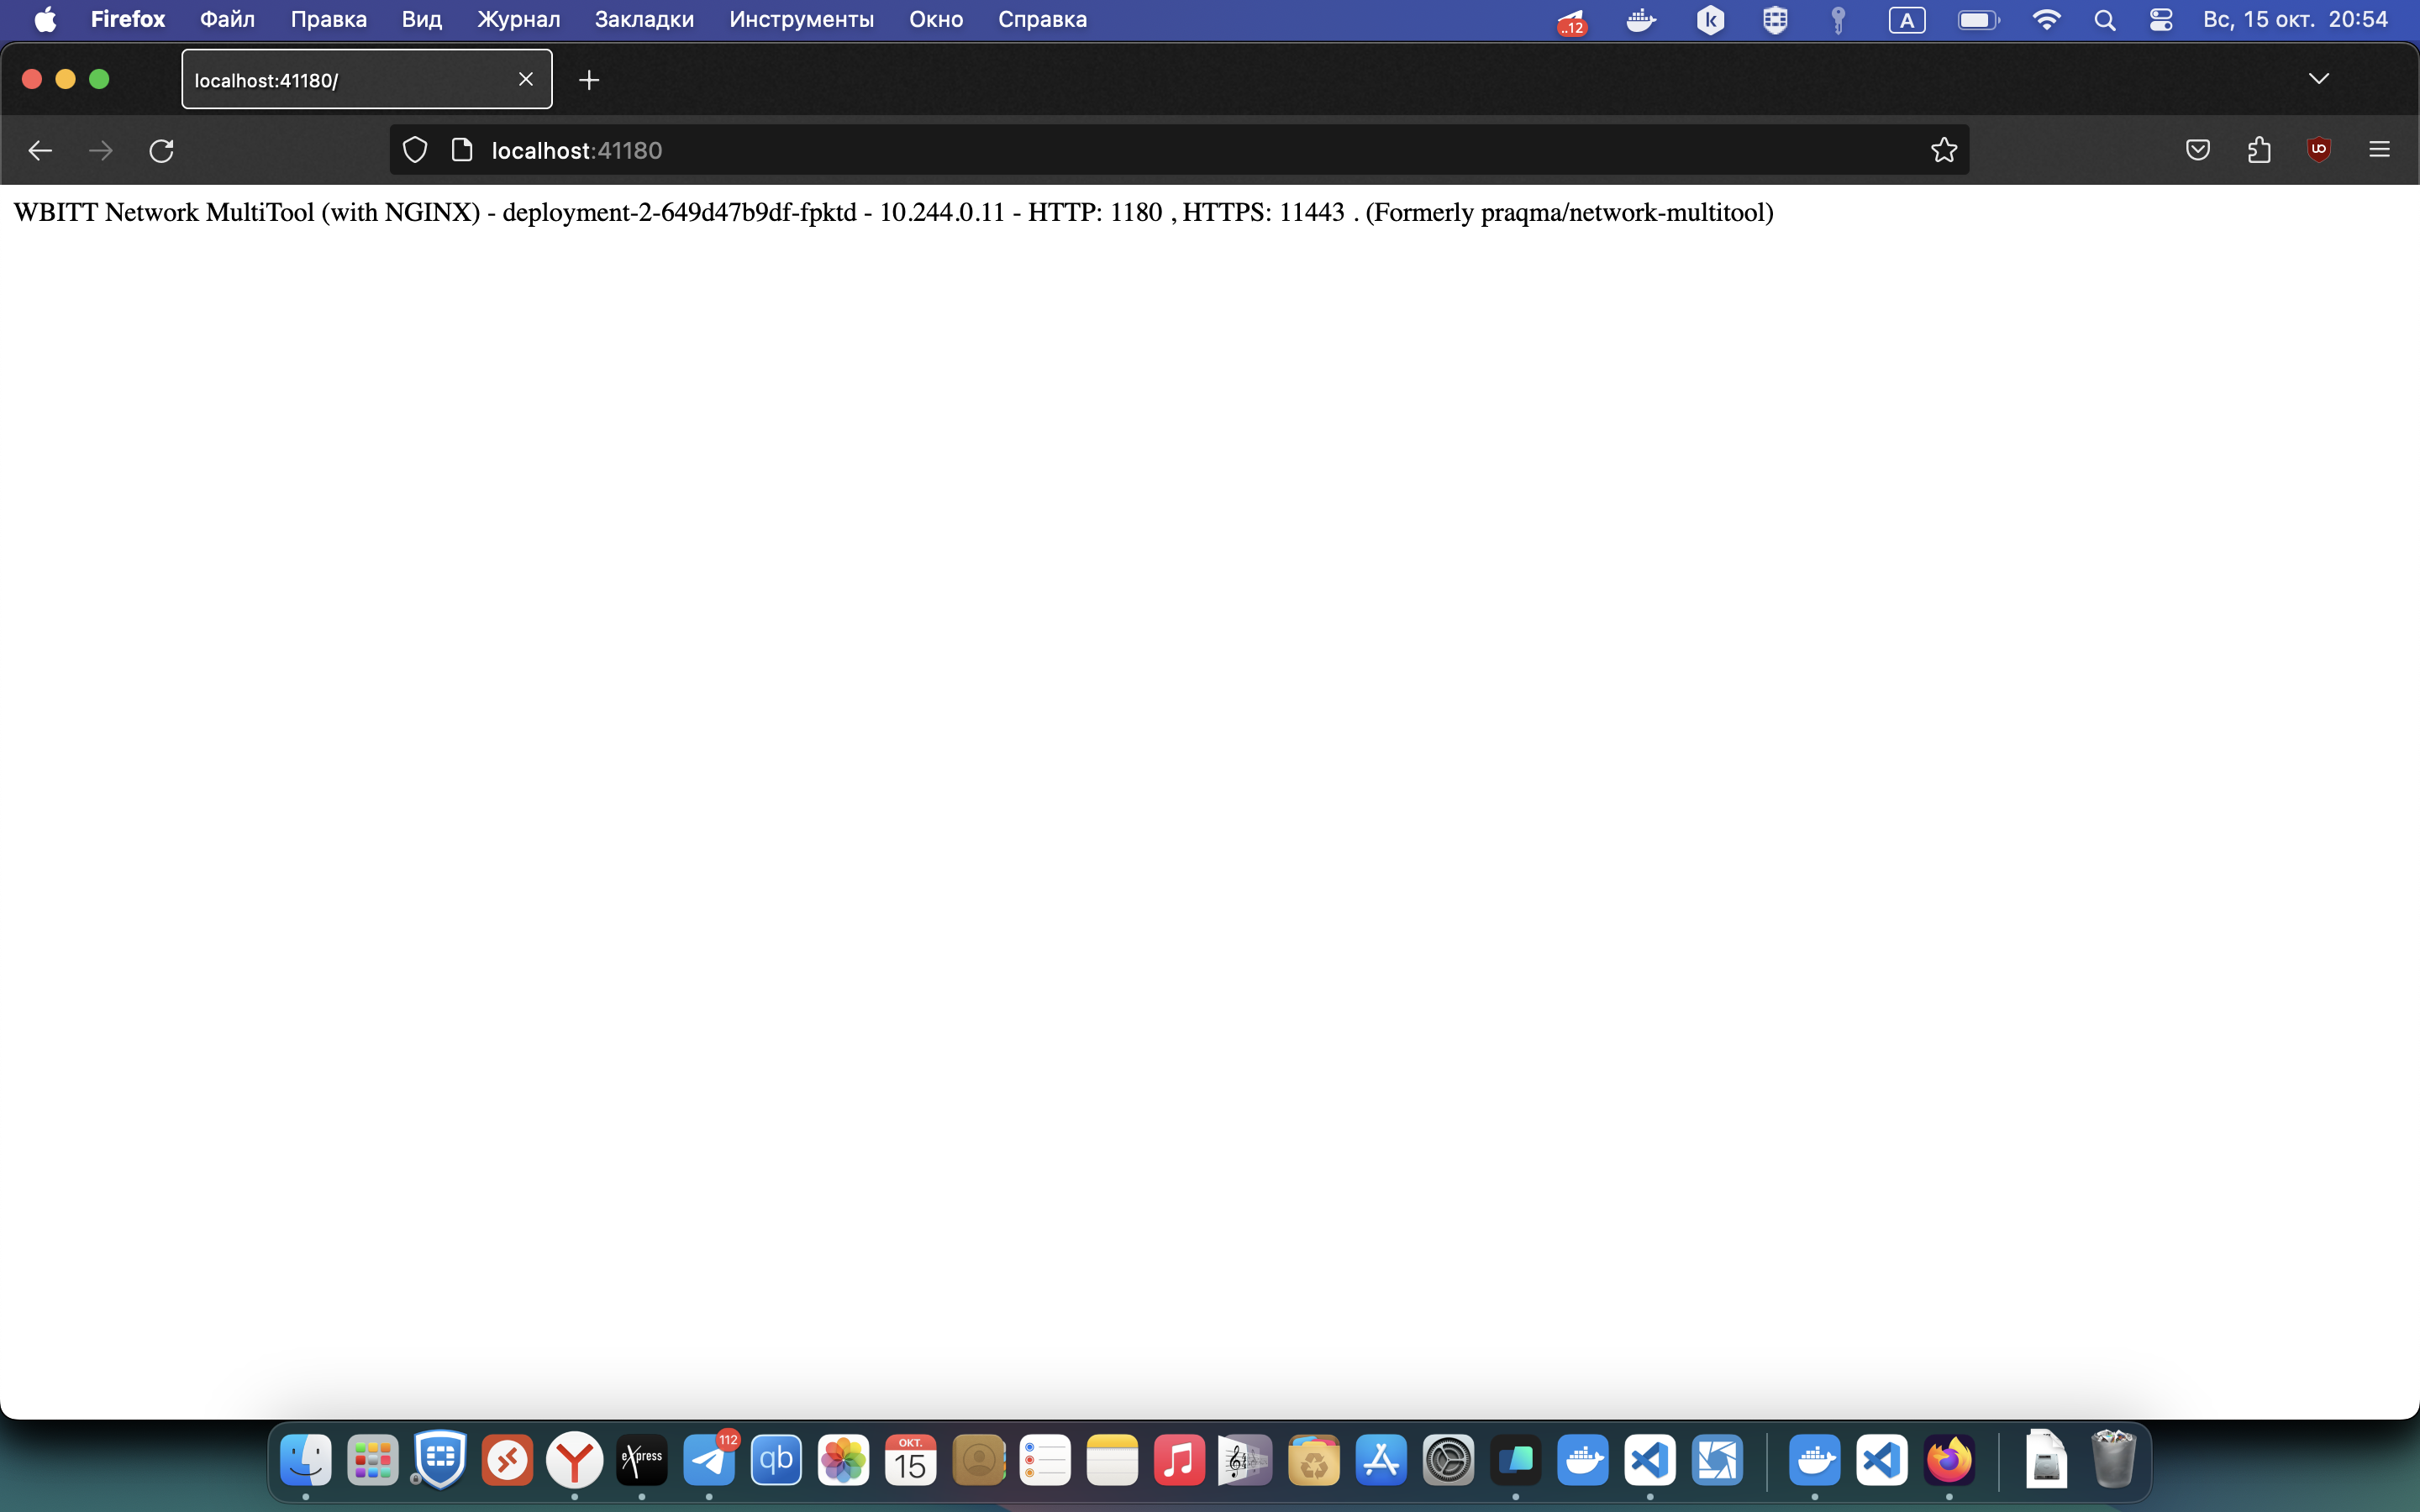 Firefox Файл Правка Вид Журнал Закладки Инструменты Окно Справка ..12 k A Вс, 15 окт. 20:54
localhost:41180/
localhost:41180 uo
WBITT Network MultiTool (with NGINX) - deployment-2-649d47b9df-fpktd - 10.244.0.11 - HTTP: 1180 , HTTPS: 11443 . (Formerly praqma/network-multitool)
eXpress 112 qb ОКТ. 15